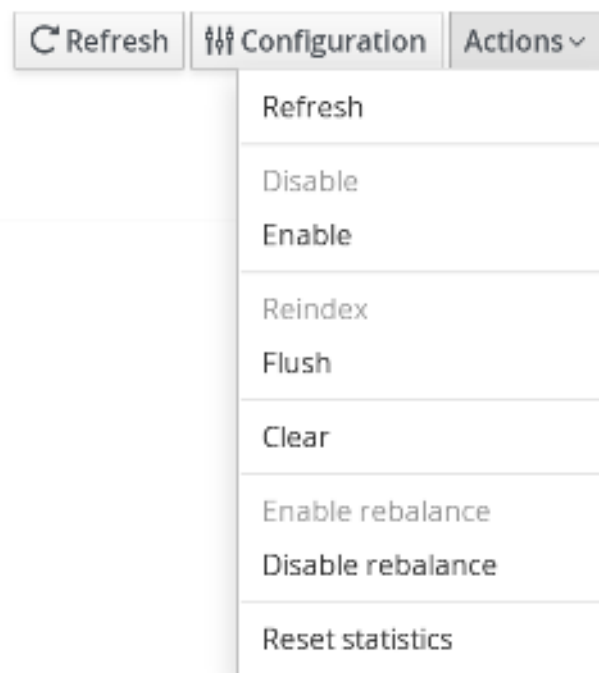 Refresh Configuration Actions
Refresh
Disable
Enable
Reindex
Flush
Clear
Enable rebalance
Disable rebalance
Reset statistics